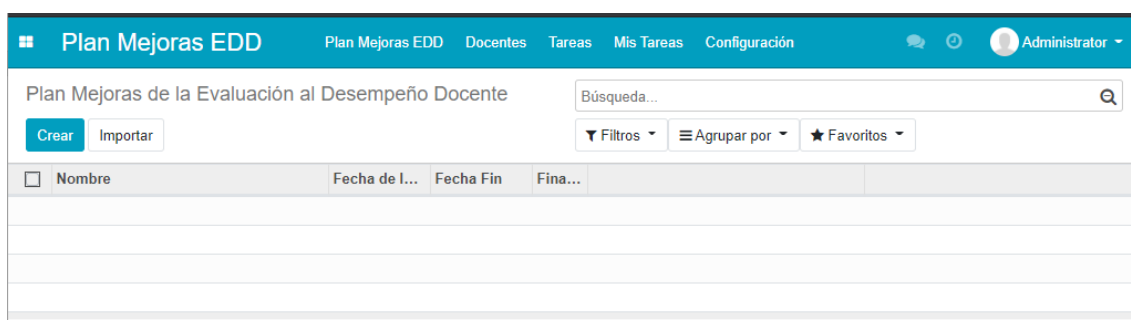 Plan Mejoras EDD Plan Mejoras EDD Docentes Tareas Mis Tareas Configuración Administrator
Plan Mejoras de la Evaluación al Desempeño Docente Búsqueda...
Crear Importar Filtros Agrupar por Favoritos
Nombre Fecha de I... Fecha Fin Fina...